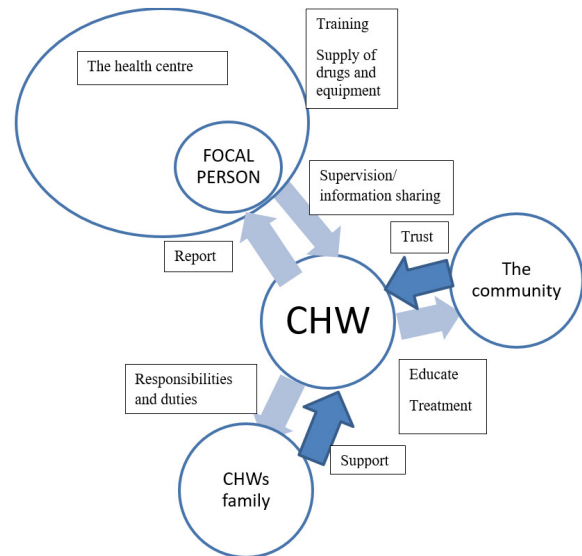 Training
Supply of
drugs and
equipment
The health centre
FOCAL
PERSON
Supervision/
information sharing
Report
Trust
The
community
CHW
Responsibilities
and duties
Educate
Treatment
Support
CHWs
family